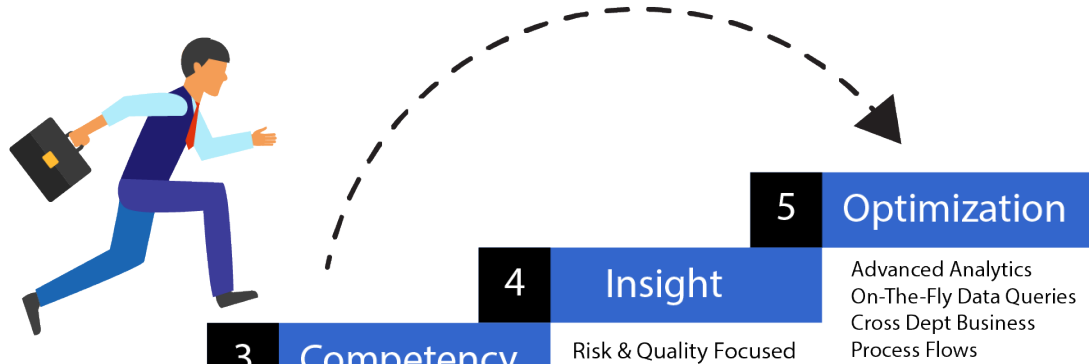 5 Optimization
Advanced Analytics
On-The-Fly Data Queries
Cross Dept Business
Process Flows
4 Insight
Risk & Quality Focused
3 Competency